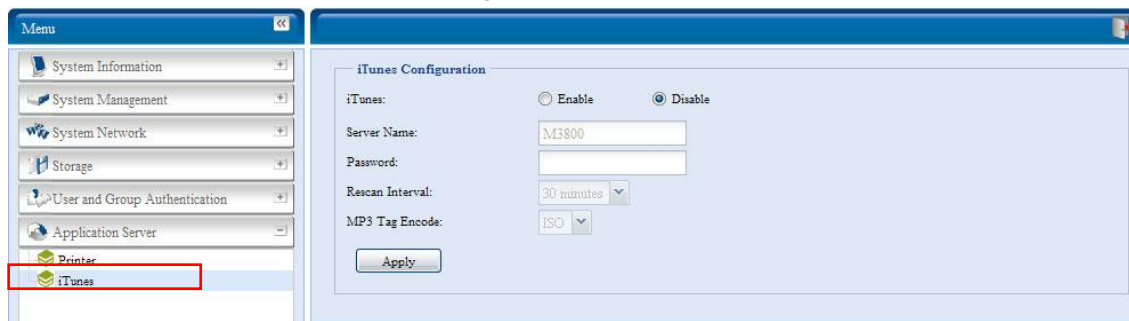 Menu
System Information
System Management
System Network
Storage
User and Group Authentication
Application Server
Printer
iTunes
iTunes Configuration
iTunes: Enable Disable
Server Name: M3800
Password:
Rescan Interval: 30 minutes
MP3 Tag Encode: ISO
Apply